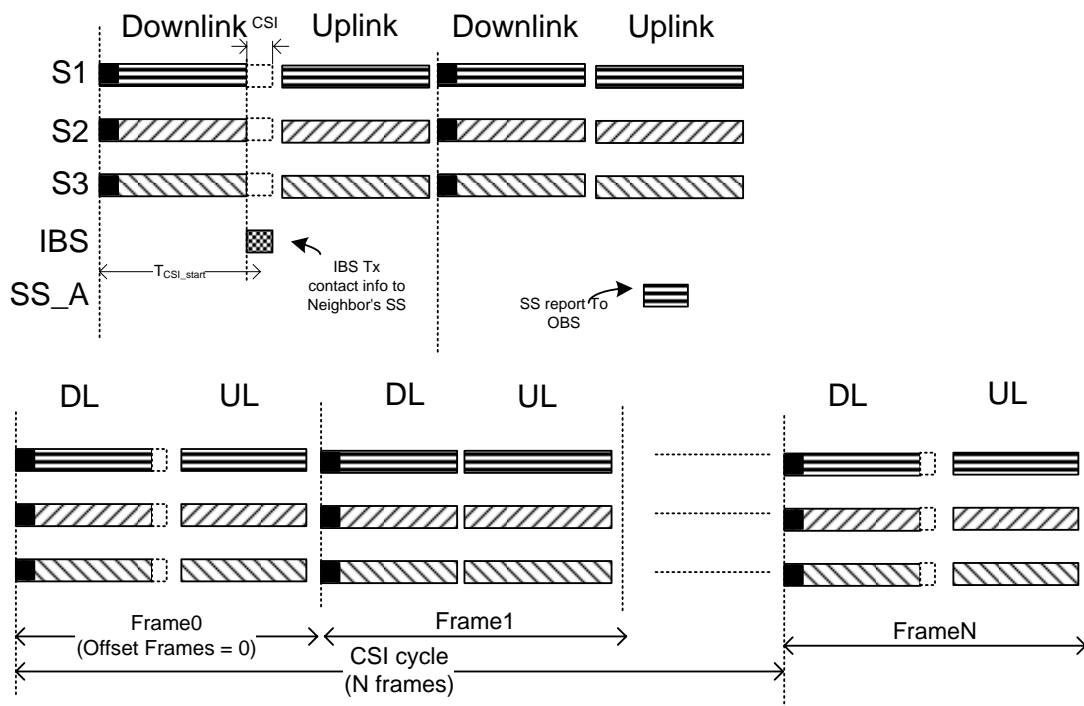 Downlink CSI Uplink Downlink Uplink
S1
S2
S3
IBS
IBS Tx
contact info to
Neighbor's SS
TCSI_start
SS_A
SS report To
OBS
DL UL DL UL DL UL
Frame0
(Offset Frames = 0)
Frame1
FrameN
CSI cycle
(N frames)